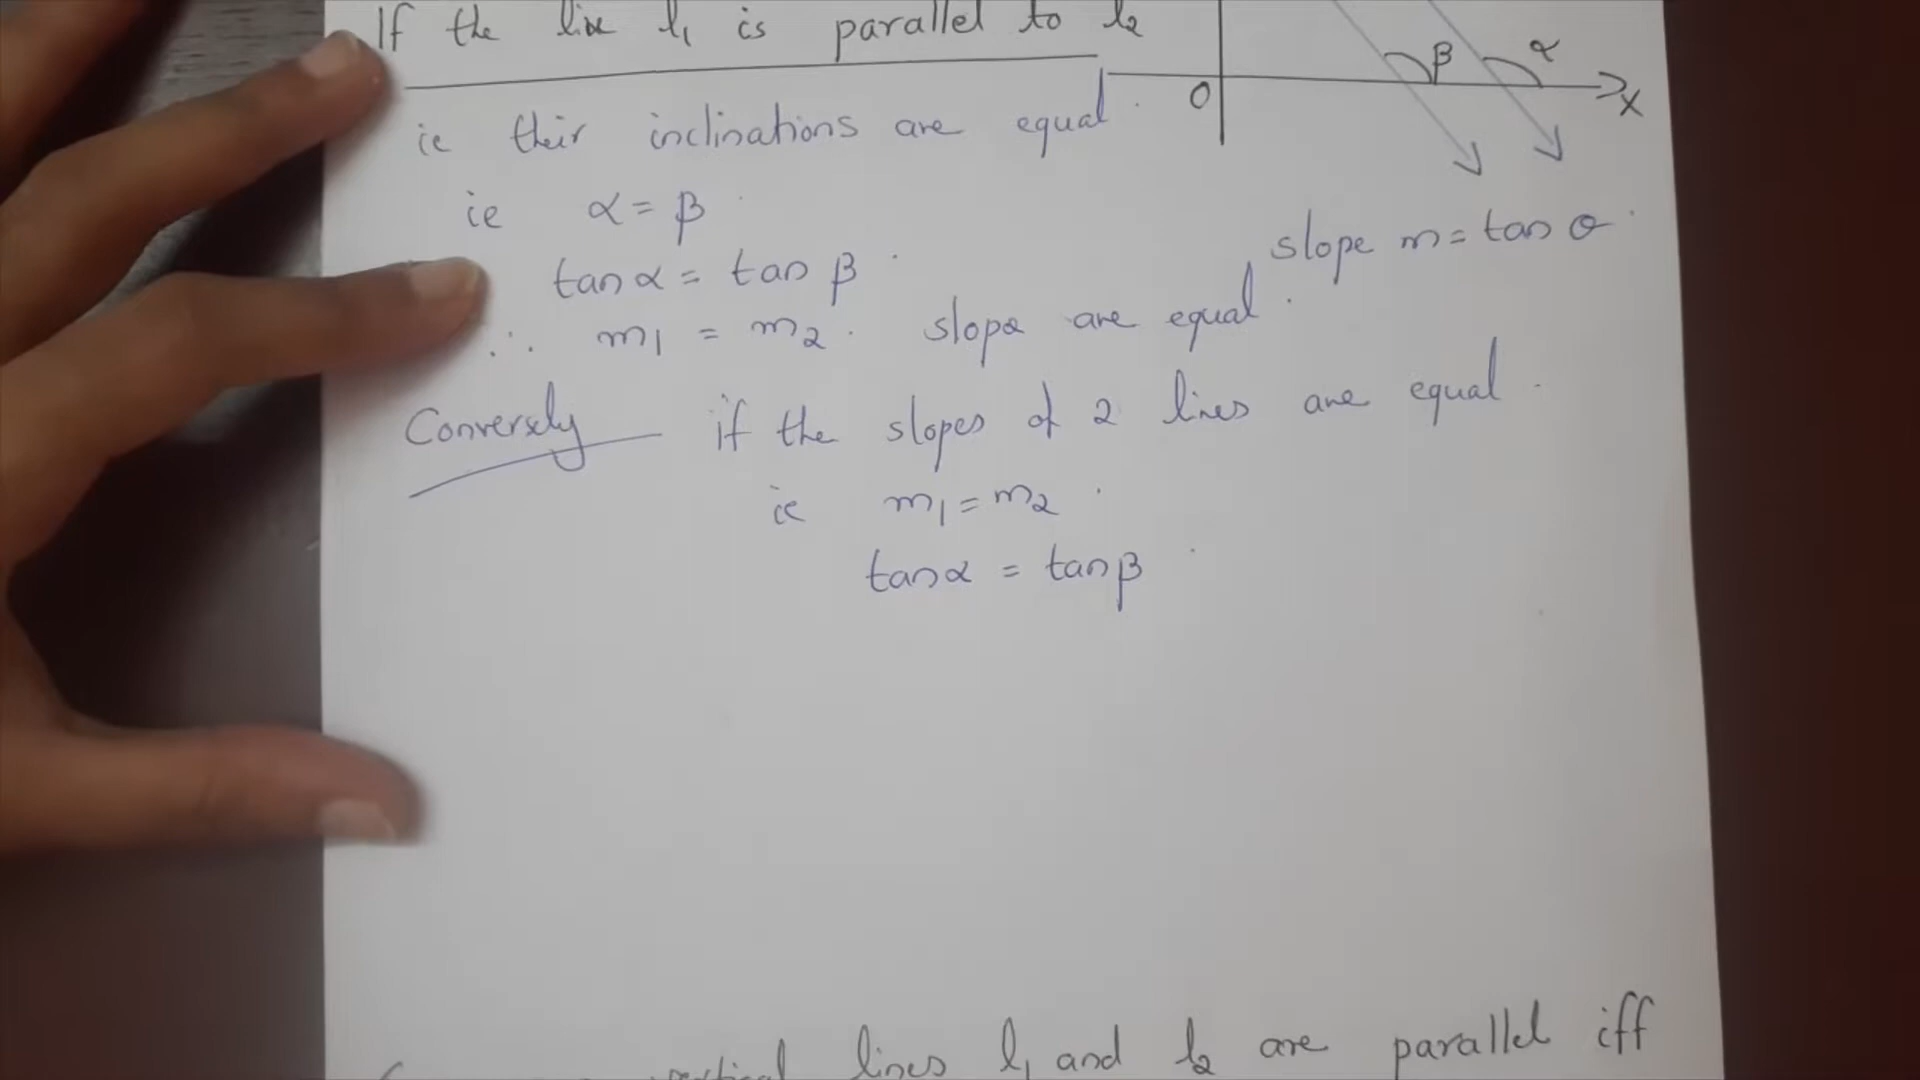 If the line l₁ is parallel to l₂
β α
O X
ie their inclinations are equal.
ie α = β
slope m = tan θ.
tan α = tan β.
∴ m₁ = m₂. slopes are equal.
Conversely if the slopes of 2 lines are equal.
ie m₁ = m₂.
tan α = tan β.
vertical lines l₁ and l₂ are parallel iff